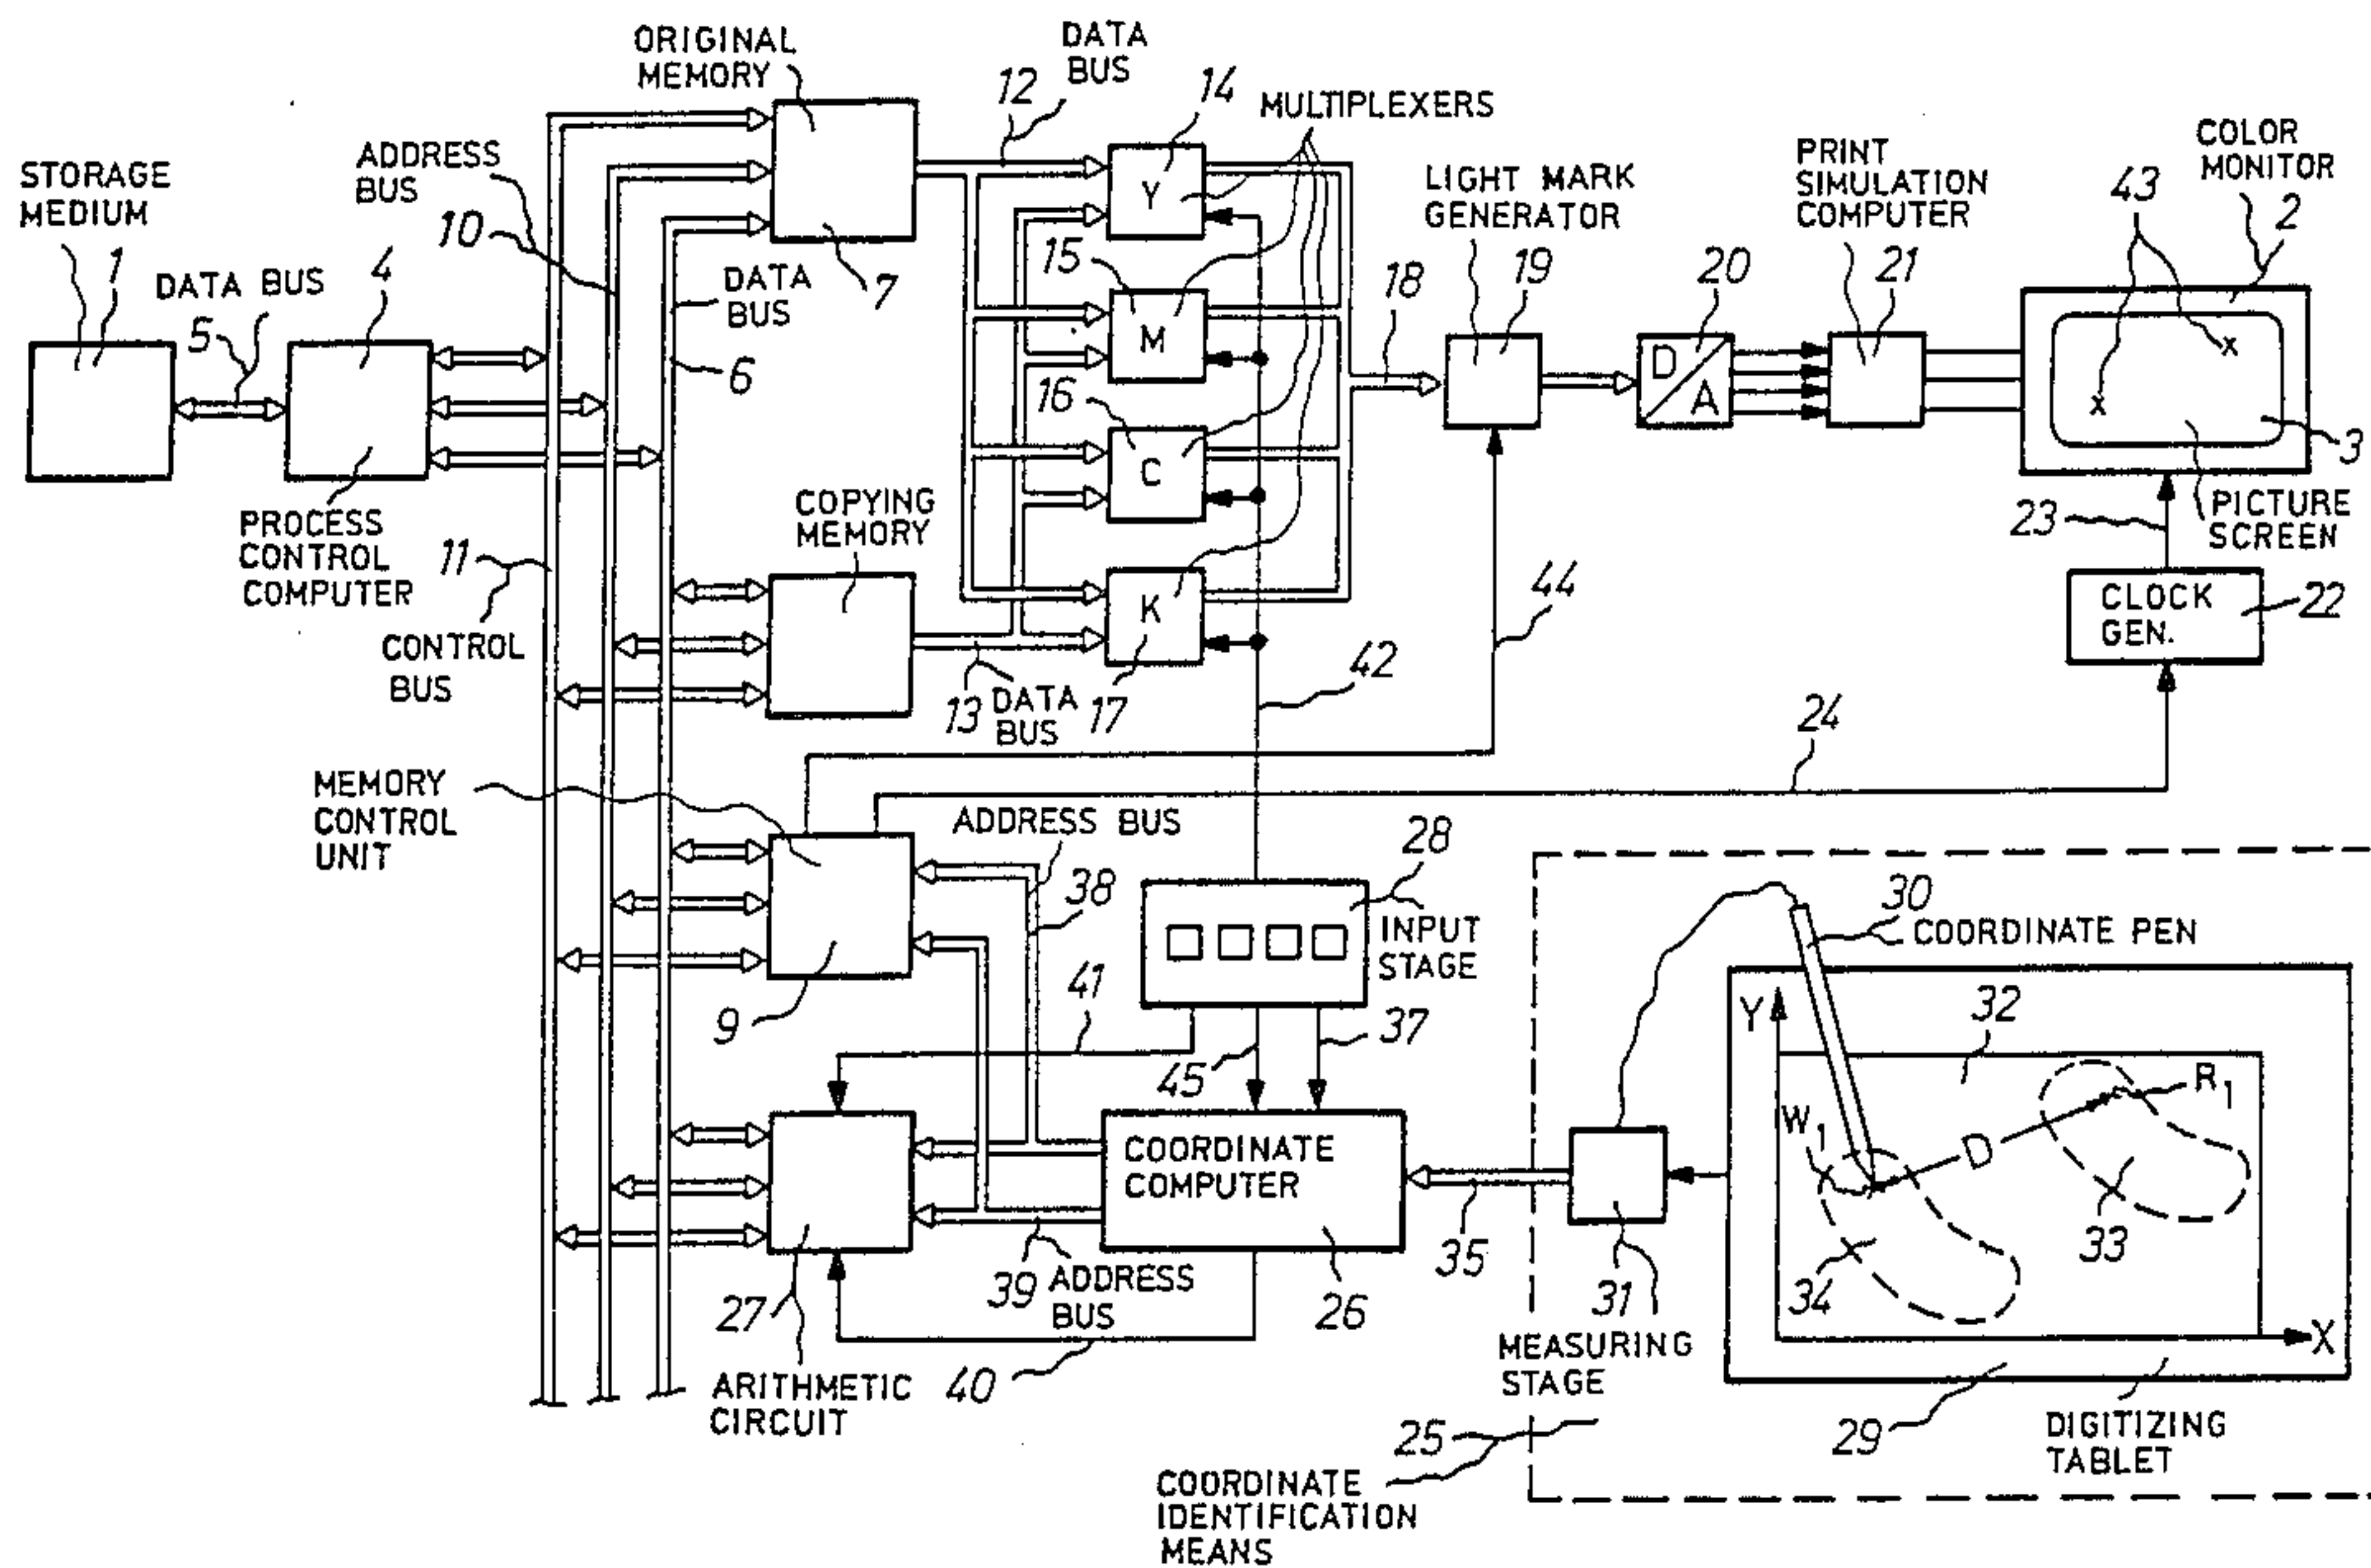 ORIGINAL
MEMORY
DATA
BUS
12
14
MULTIPLEXERS
COLOR
MONITOR
2
43
PRINT
SIMULATION
COMPUTER
LIGHT MARK
GENERATOR
ADDRESS
BUS
STORAGE
MEDIUM
10
4
1
DATA BUS
5
7
DATA
BUS
6
Y
15
M
16
C
K
17
18
19
20
D
A
21
x
x
3
PICTURE
SCREEN
23
CLOCK
GEN.
22
PROCESS
CONTROL
COMPUTER
11
CONTROL
BUS
COPYING
MEMORY
13 DATA
BUS
42
44
24
MEMORY
CONTROL
UNIT
ADDRESS BUS
38
9
28
INPUT
STAGE
41
45
37
30
COORDINATE PEN
Y
32
R1
W1
D
33
34
X
COORDINATE
COMPUTER
35
31
MEASURING
STAGE
26
39 ADDRESS
BUS
27
ARITHMETIC
CIRCUIT
40
25
COORDINATE
IDENTIFICATION
MEANS
29
DIGITIZING
TABLET